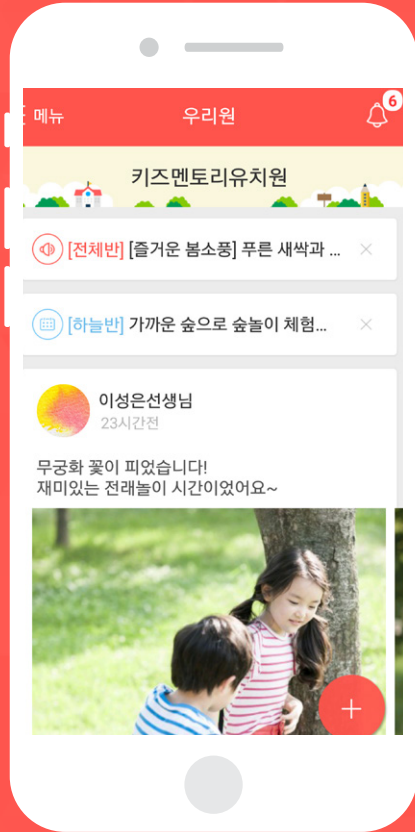 메뉴
우리원
6
키즈멘토리유치원
[전체반] [즐거운 봄소풍] 푸른 새싹과 ...
[하늘반] 가까운 숲으로 숲놀이 체험...
이성은선생님
23시간전
무궁화 꽃이 피었습니다!
재미있는 전래놀이 시간이었어요~